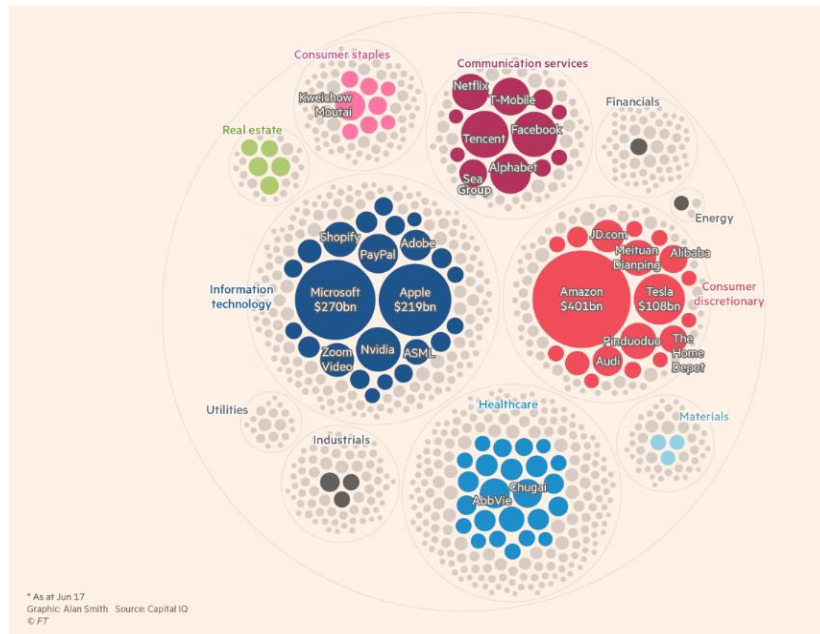 Consumer staples
Kweichow
Moutai
Communication services
Netflix
T-Mobile
Tencent
Facebook
Alphabet
Sea
Group
Financials
Real estate
Energy
Information
technology
Shopify
PayPal
Adobe
Microsoft
$270bn
Apple
$219bn
Zoom
Video
Nvidia
ASML
JD.com
Meituan
Dianping
Alibaba
Amazon
$401bn
Tesla
$108bn
Consumer
discretionary
Pinduoduo
The
Home
Depot
Audi
Utilities
Industrials
Healthcare
AbbVie
Chugai
Materials
* As at Jun 17
Graphic: Alan Smith Source: Capital IQ
© FT